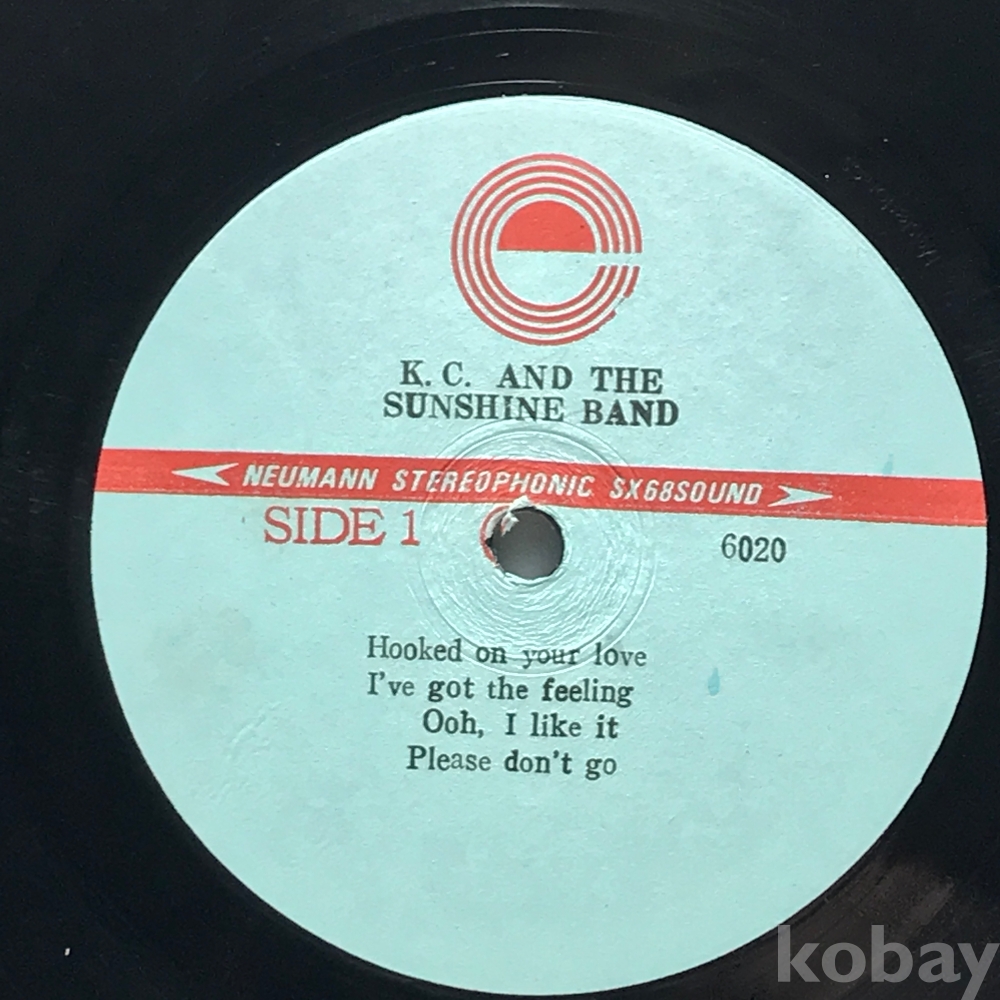 K. C. AND THE
SUNSHINE BAND
NEUMANN STEREOPHONIC SX68SOUND
SIDE 1
6020
Hooked on your love
I've got the feeling
Ooh, I like it
Please don't go
kobay